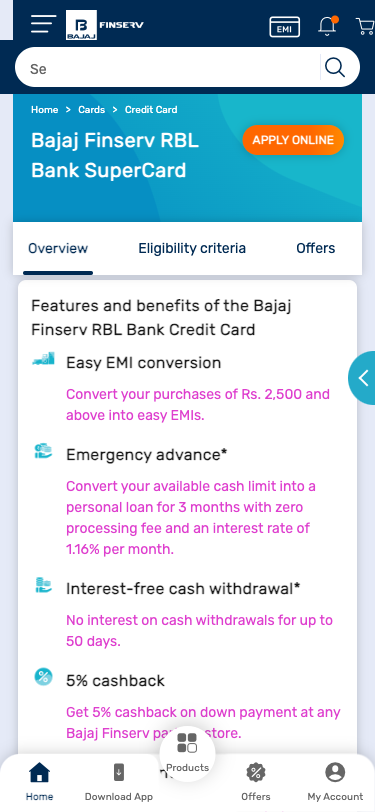 BAJAJ
FINSERV
EMI
Se
Home > Cards > Credit Card
Bajaj Finserv RBL
Bank SuperCard
APPLY ONLINE
Overview
Eligibility criteria
Offers
Features and benefits of the Bajaj
Finserv RBL Bank Credit Card
Easy EMI conversion
Convert your purchases of Rs. 2,500 and
above into easy EMIs.
Emergency advance*
Convert your available cash limit into a
personal loan for 3 months with zero
processing fee and an interest rate of
1.16% per month.
Interest-free cash withdrawal*
No interest on cash withdrawals for up to
50 days.
5% cashback
Get 5% cashback on down payment at any
Bajaj Finserv store.
Products
Home
Download App
Offers
My Account